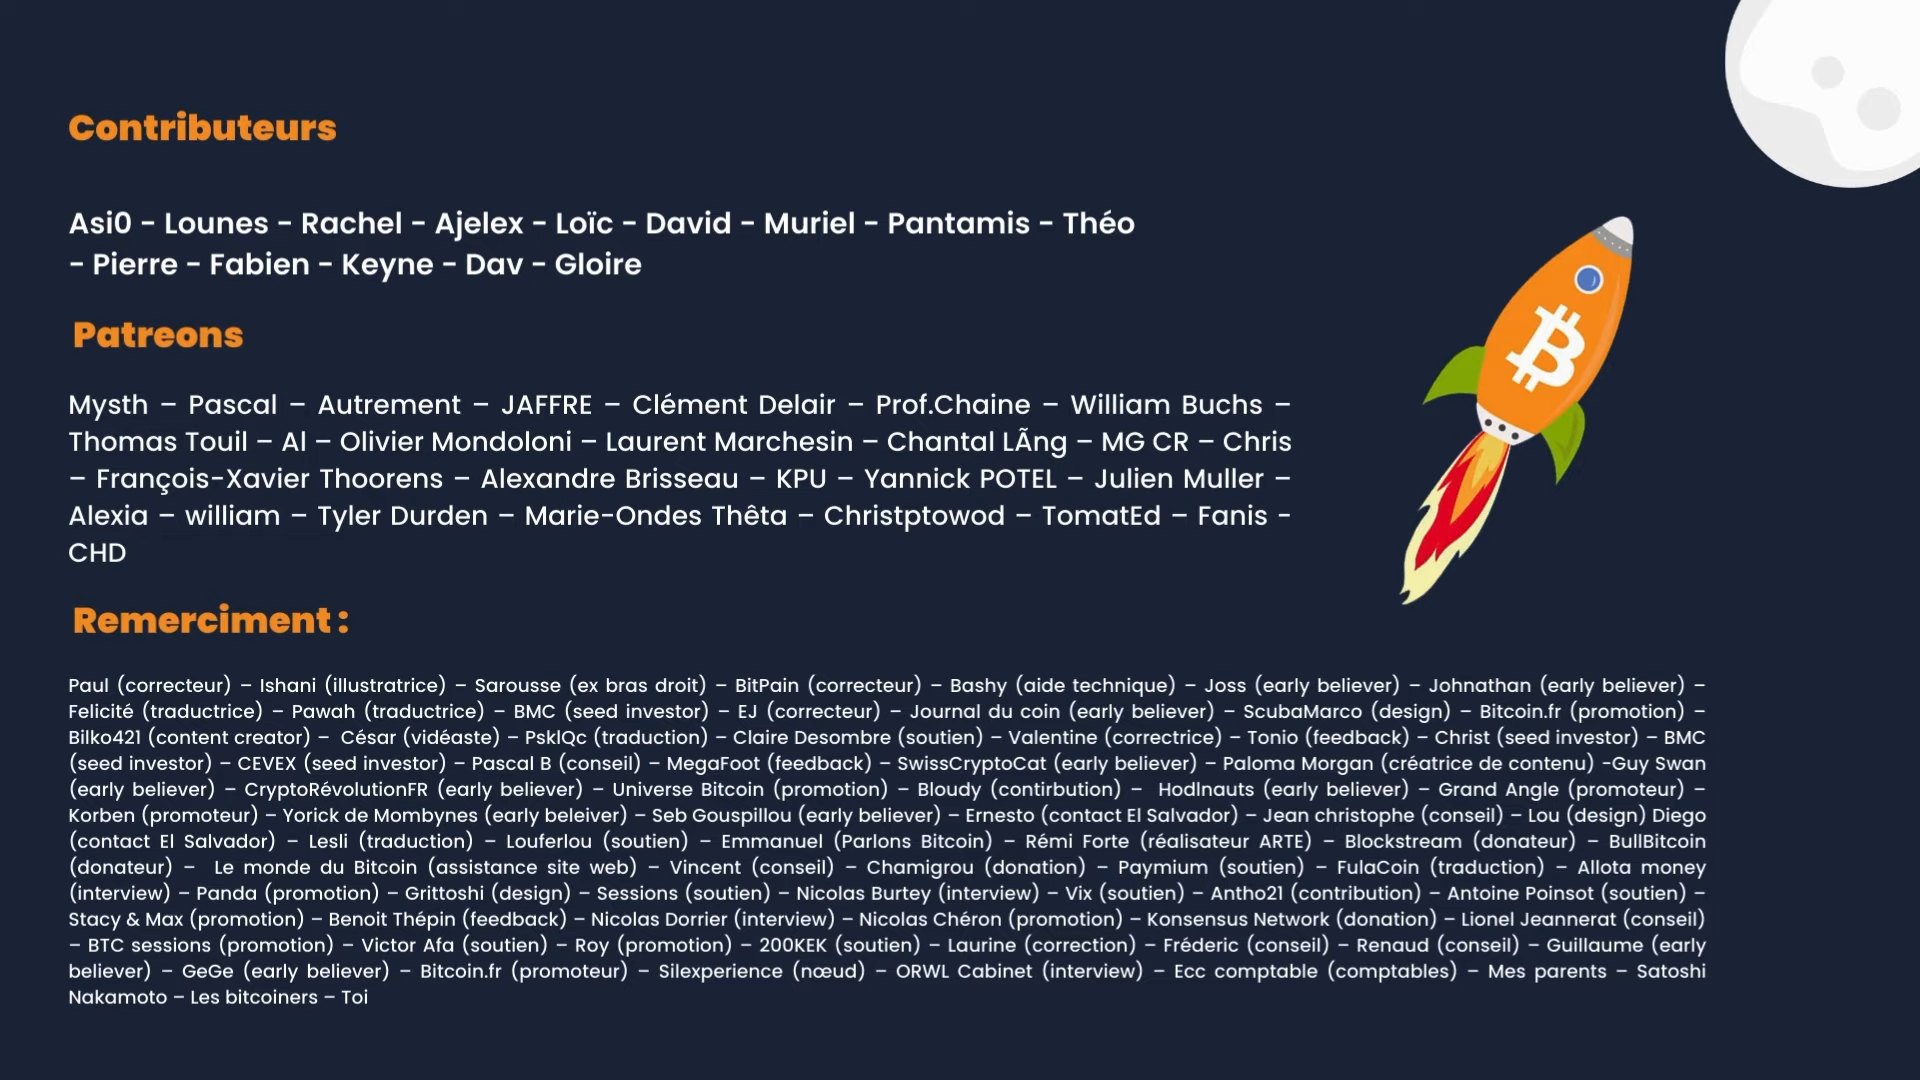 Contributeurs
Asi0 - Lounes - Rachel - Ajelex - Loïc - David - Muriel - Pantamis - Théo
- Pierre - Fabien - Keyne - Dav - Gloire
Patreons
Mysth – Pascal – Autrement – JAFFRE – Clément Delair – Prof.Chaine – William Buchs –
Thomas Touil – Al – Olivier Mondoloni – Laurent Marchesin – Chantal LÃng – MG CR – Chris
– François-Xavier Thoorens – Alexandre Brisseau – KPU – Yannick POTEL – Julien Muller –
Alexia – william – Tyler Durden – Marie-Ondes Thêta – Christptowod – TomatEd – Fanis -
CHD
Remerciment :
Paul (correcteur) – Ishani (illustratrice) – Sarousse (ex bras droit) – BitPain (correcteur) – Bashy (aide technique) – Joss (early believer) – Johnathan (early believer) –
Felicité (traductrice) – Pawah (traductrice) – BMC (seed investor) – EJ (correcteur) – Journal du coin (early believer) – ScubaMarco (design) – Bitcoin.fr (promotion) –
Bilko421 (content creator) – César (vidéaste) – PsklQc (traduction) – Claire Desombre (soutien) – Valentine (correctrice) – Tonio (feedback) – Christ (seed investor) – BMC
(seed investor) – CEVEX (seed investor) – Pascal B (conseil) – MegaFoot (feedback) – SwissCryptoCat (early believer) – Paloma Morgan (créatrice de contenu) -Guy Swan
(early believer) – CryptoRévolutionFR (early believer) – Universe Bitcoin (promotion) – Bloudy (contirbution) – Hodlnauts (early believer) – Grand Angle (promoteur) –
Korben (promoteur) – Yorick de Mombynes (early beleiver) – Seb Gouspillou (early believer) – Ernesto (contact El Salvador) – Jean christophe (conseil) – Lou (design) Diego
(contact El Salvador) – Lesli (traduction) – Louferlou (soutien) – Emmanuel (Parlons Bitcoin) – Rémi Forte (réalisateur ARTE) – Blockstream (donateur) – BullBitcoin
(donateur) – Le monde du Bitcoin (assistance site web) – Vincent (conseil) – Chamigrou (donation) – Paymium (soutien) – FulaCoin (traduction) – Allota money
(interview) – Panda (promotion) – Grittoshi (design) – Sessions (soutien) – Nicolas Burtey (interview) – Vix (soutien) – Antho21 (contribution) – Antoine Poinsot (soutien) –
Stacy & Max (promotion) – Benoit Thépin (feedback) – Nicolas Dorrier (interview) – Nicolas Chéron (promotion) – Konsensus Network (donation) – Lionel Jeannerat (conseil)
– BTC sessions (promotion) – Victor Afa (soutien) – Roy (promotion) – 200KEK (soutien) – Laurine (correction) – Fréderic (conseil) – Renaud (conseil) – Guillaume (early
believer) – GeGe (early believer) – Bitcoin.fr (promoteur) – Silexperience (nœud) – ORWL Cabinet (interview) – Ecc comptable (comptables) – Mes parents – Satoshi
Nakamoto – Les bitcoiners – Toi